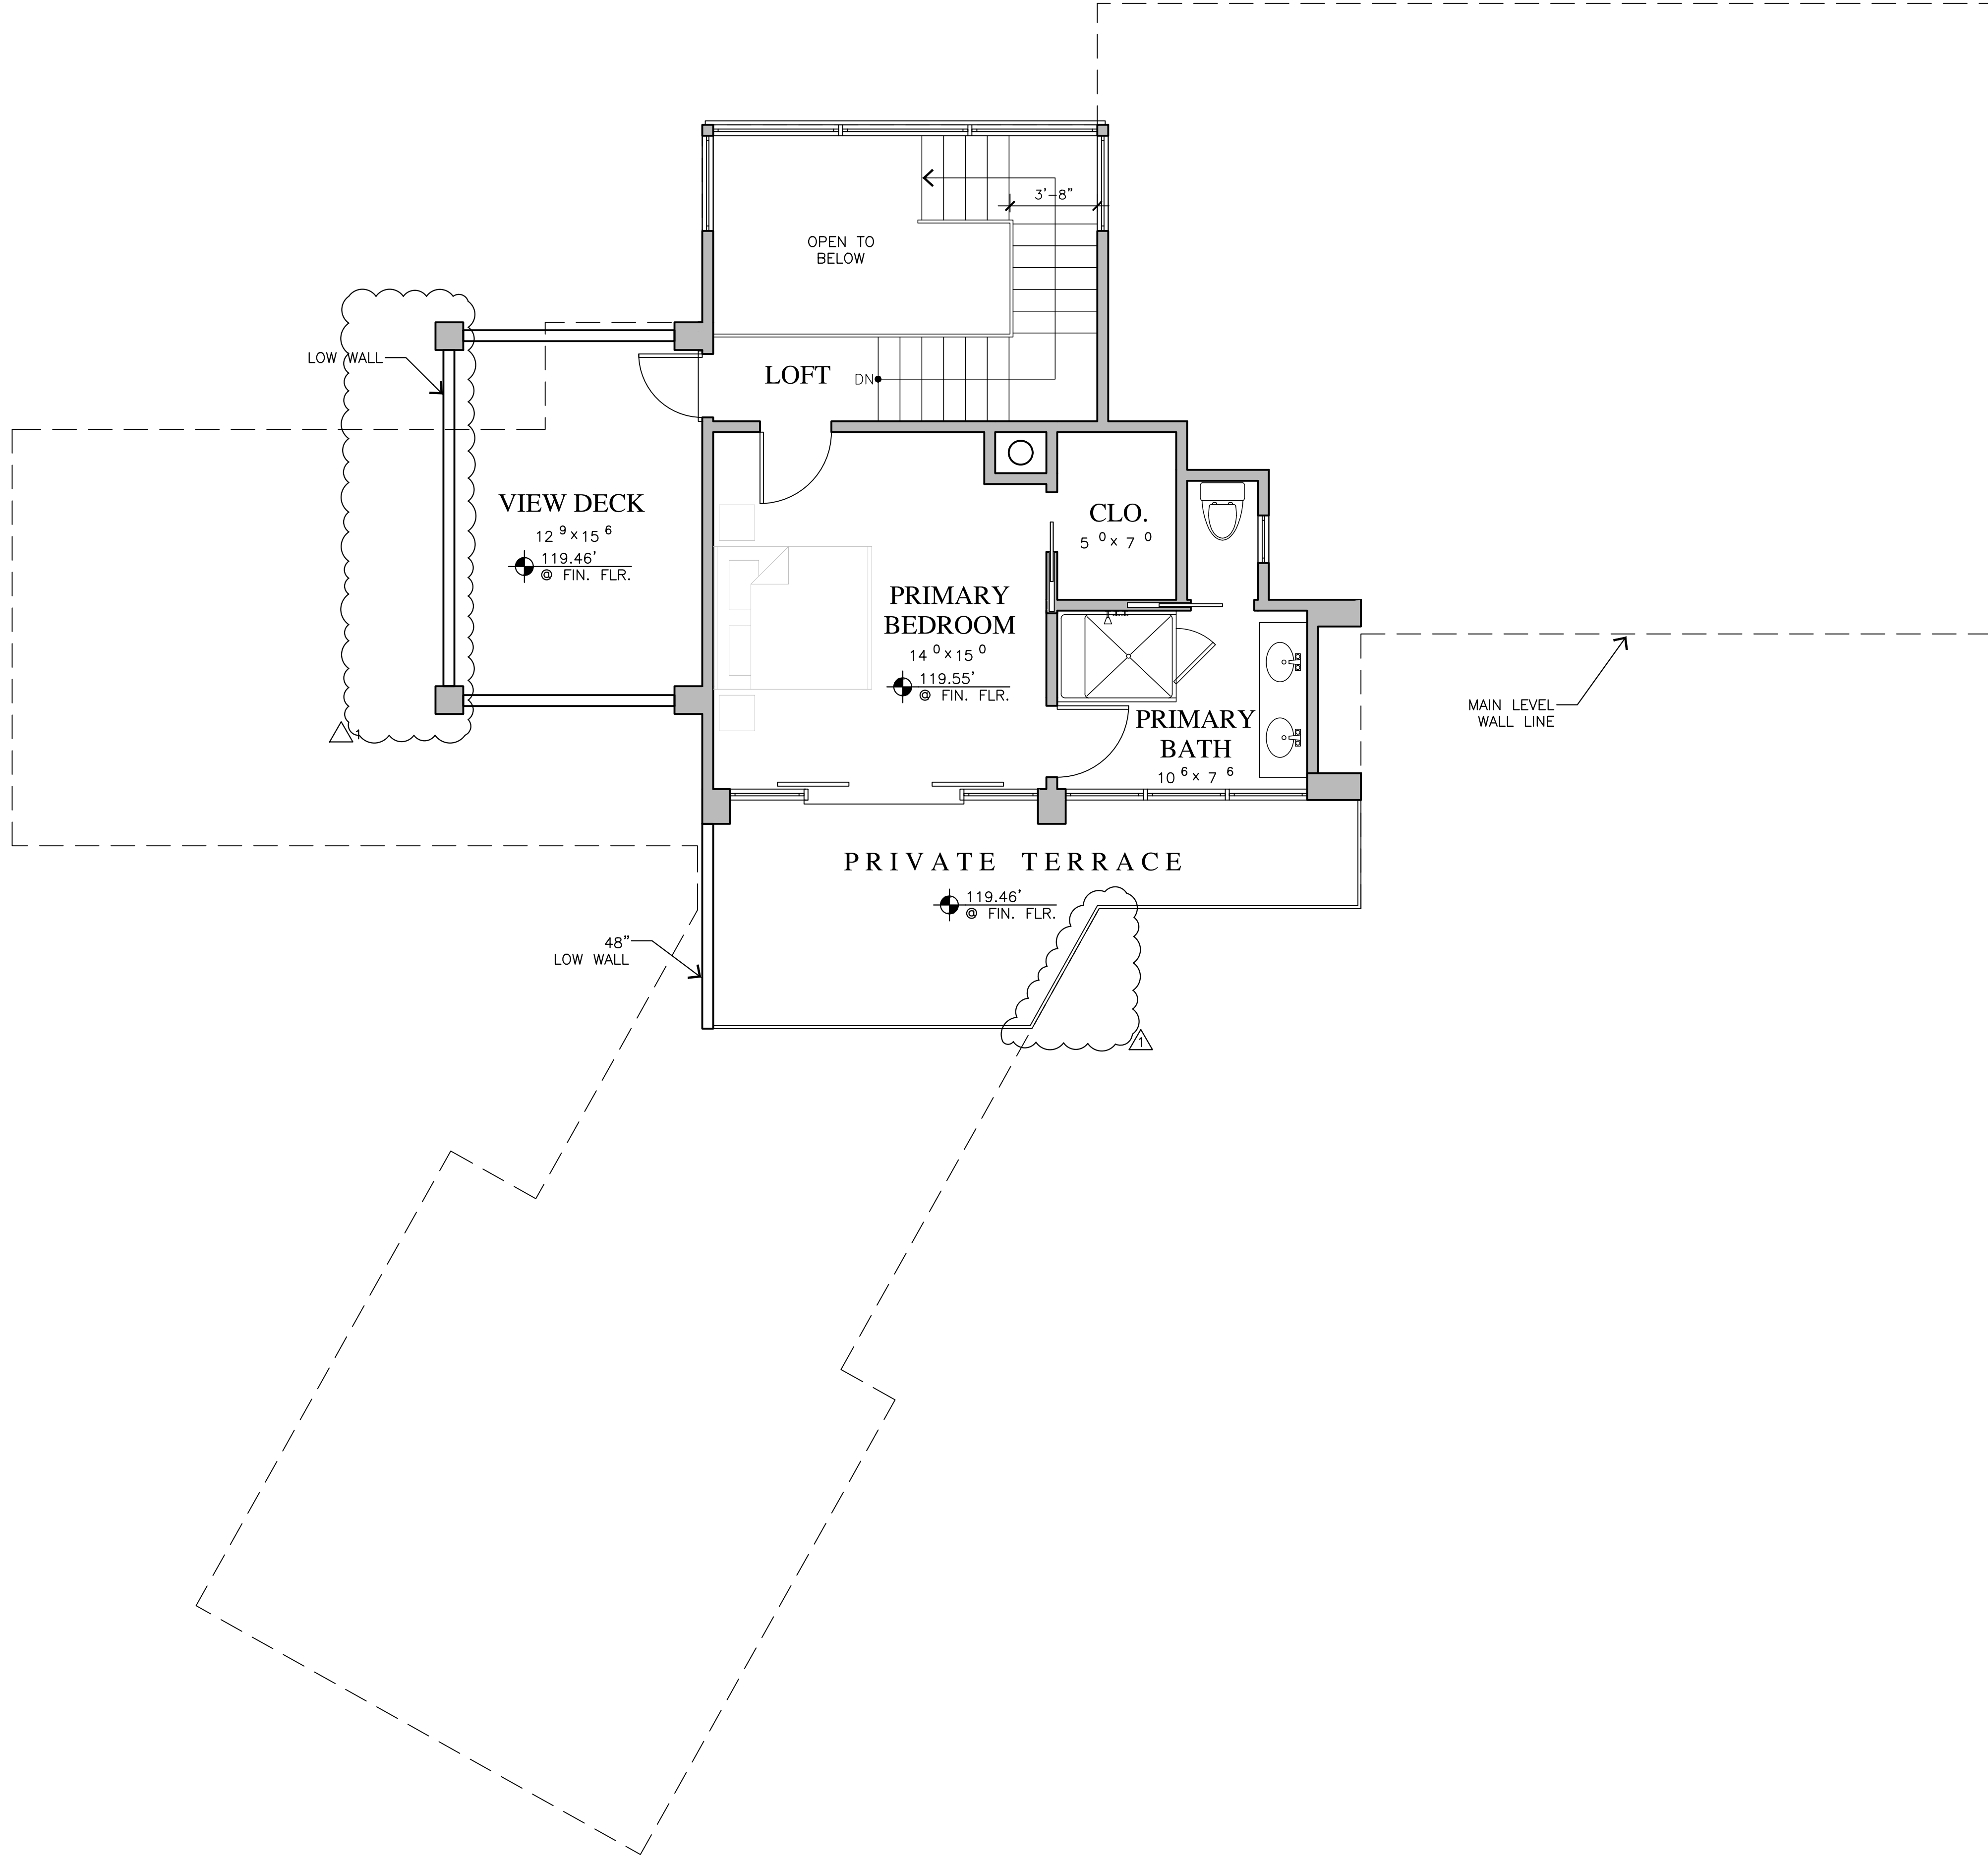 3'-8"
OPEN TO
BELOW
LOW WALL
LOFT
DN
VIEW DECK
12 9 x 15 6
119.46'
@ FIN. FLR.
CLO.
5 0 x 7 0
PRIMARY
BEDROOM
14 0 x 15 0
119.55'
@ FIN. FLR.
MAIN LEVEL
WALL LINE
PRIMARY
BATH
10 6 x 7 6
1
PRIVATE TERRACE
119.46'
@ FIN. FLR.
48"
LOW WALL
1